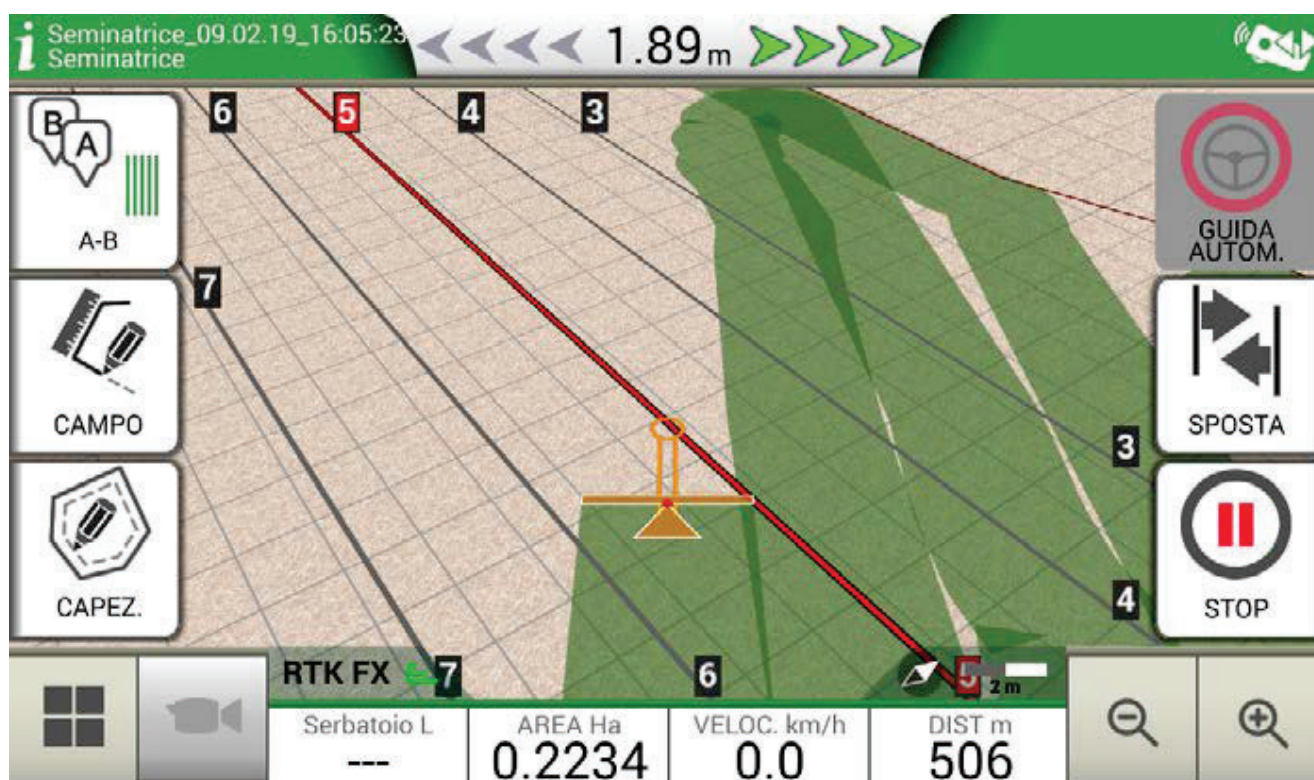 Seminatrice_09.02.19_16:05:23
Seminatrice
1.89 m
B
A
A-B
6
5
4
3
GUIDA
AUTOM.
7
CAMPO
SPOSTA
3
CAPEZ.
4
STOP
RTK FX
7
6
5
2 m
Serbatoio L
---
AREA Ha
0.2234
VELOC. km/h
0.0
DIST m
506